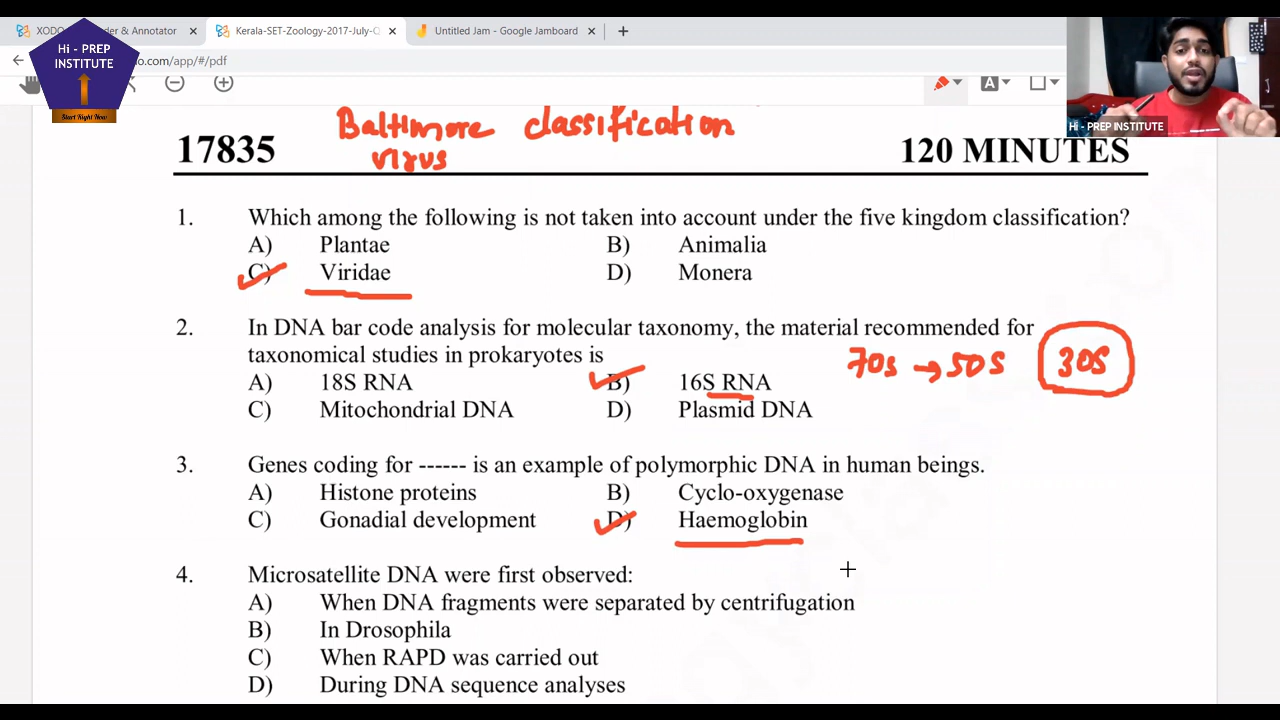 XODO
der & Annotator
Kerala-SET-Zoology-2017-July-Q
Untitled Jam - Google Jamboard
Hi - PREP
INSTITUTE
Start Right Now
o.com/app/#/pdf
A
Hi - PREP INSTITUTE
Baltimore classification
virus
17835 120 MINUTES
1. Which among the following is not taken into account under the five kingdom classification?
A) Plantae B) Animalia
C) Viridae D) Monera
2. In DNA bar code analysis for molecular taxonomy, the material recommended for
taxonomical studies in prokaryotes is
70s → 50S 30S
A) 18S RNA B) 16S RNA
C) Mitochondrial DNA D) Plasmid DNA
3. Genes coding for ------ is an example of polymorphic DNA in human beings.
A) Histone proteins B) Cyclo-oxygenase
C) Gonadial development D) Haemoglobin
4. Microsatellite DNA were first observed:
A) When DNA fragments were separated by centrifugation
B) In Drosophila
C) When RAPD was carried out
D) During DNA sequence analyses